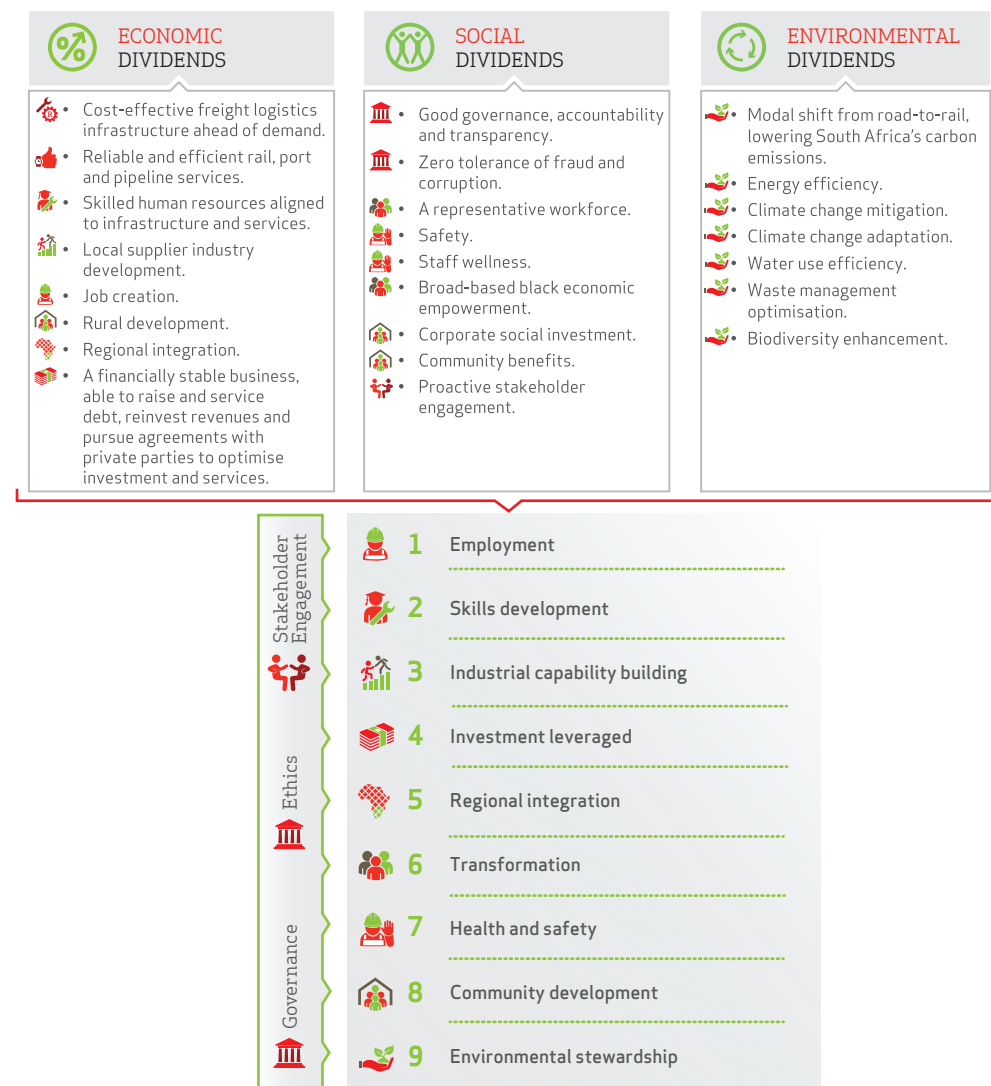 ECONOMIC
DIVIDENDS
• Cost-effective freight logistics
infrastructure ahead of demand.
• Reliable and efficient rail, port
and pipeline services.
• Skilled human resources aligned
to infrastructure and services.
• Local supplier industry
development.
• Job creation.
• Rural development.
• Regional integration.
• A financially stable business,
able to raise and service
debt, reinvest revenues and
pursue agreements with
private parties to optimise
investment and services.
SOCIAL
DIVIDENDS
• Good governance, accountability
and transparency.
• Zero tolerance of fraud and
corruption.
• A representative workforce.
• Safety.
• Staff wellness.
• Broad-based black economic
empowerment.
• Corporate social investment.
• Community benefits.
• Proactive stakeholder
engagement.
ENVIRONMENTAL
DIVIDENDS
• Modal shift from road-to-rail,
lowering South Africa's carbon
emissions.
• Energy efficiency.
• Climate change mitigation.
• Climate change adaptation.
• Water use efficiency.
• Waste management
optimisation.
• Biodiversity enhancement.
Stakeholder
Engagement
Ethics
Governance
1 Employment
2 Skills development
3 Industrial capability building
4 Investment leveraged
5 Regional integration
6 Transformation
7 Health and safety
8 Community development
9 Environmental stewardship